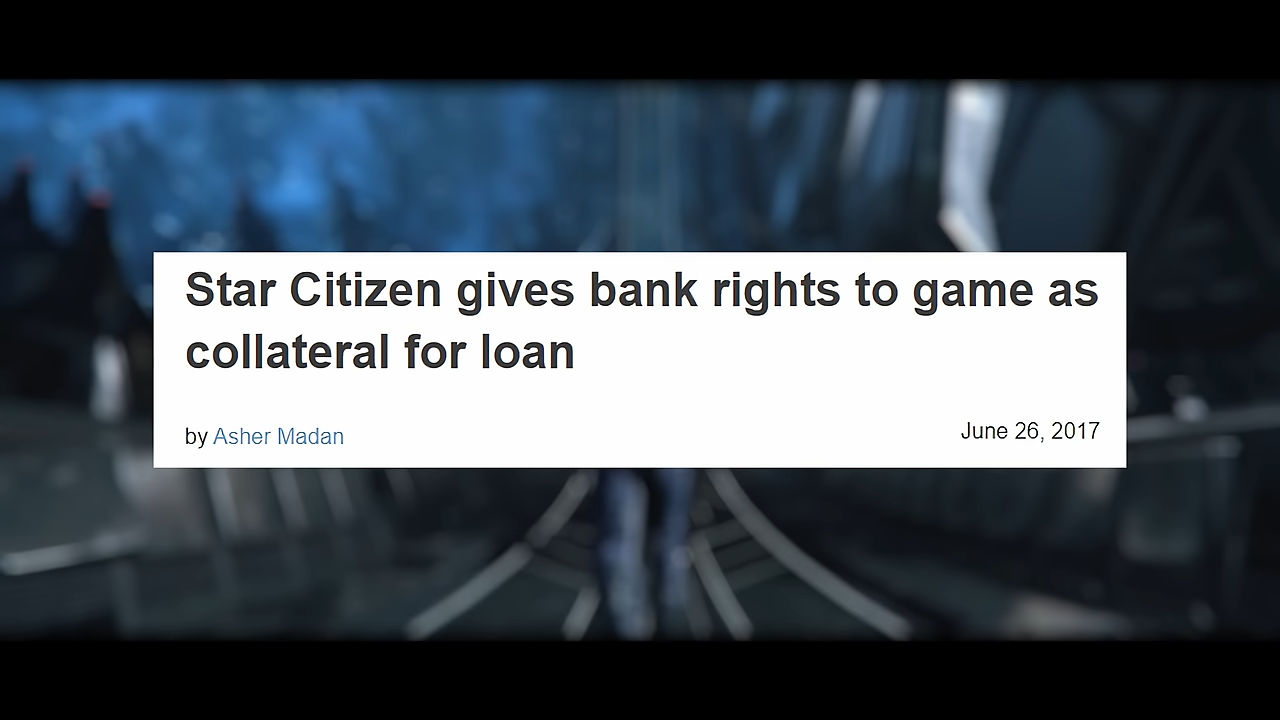 Star Citizen gives bank rights to game as
collateral for loan
by Asher Madan
June 26, 2017